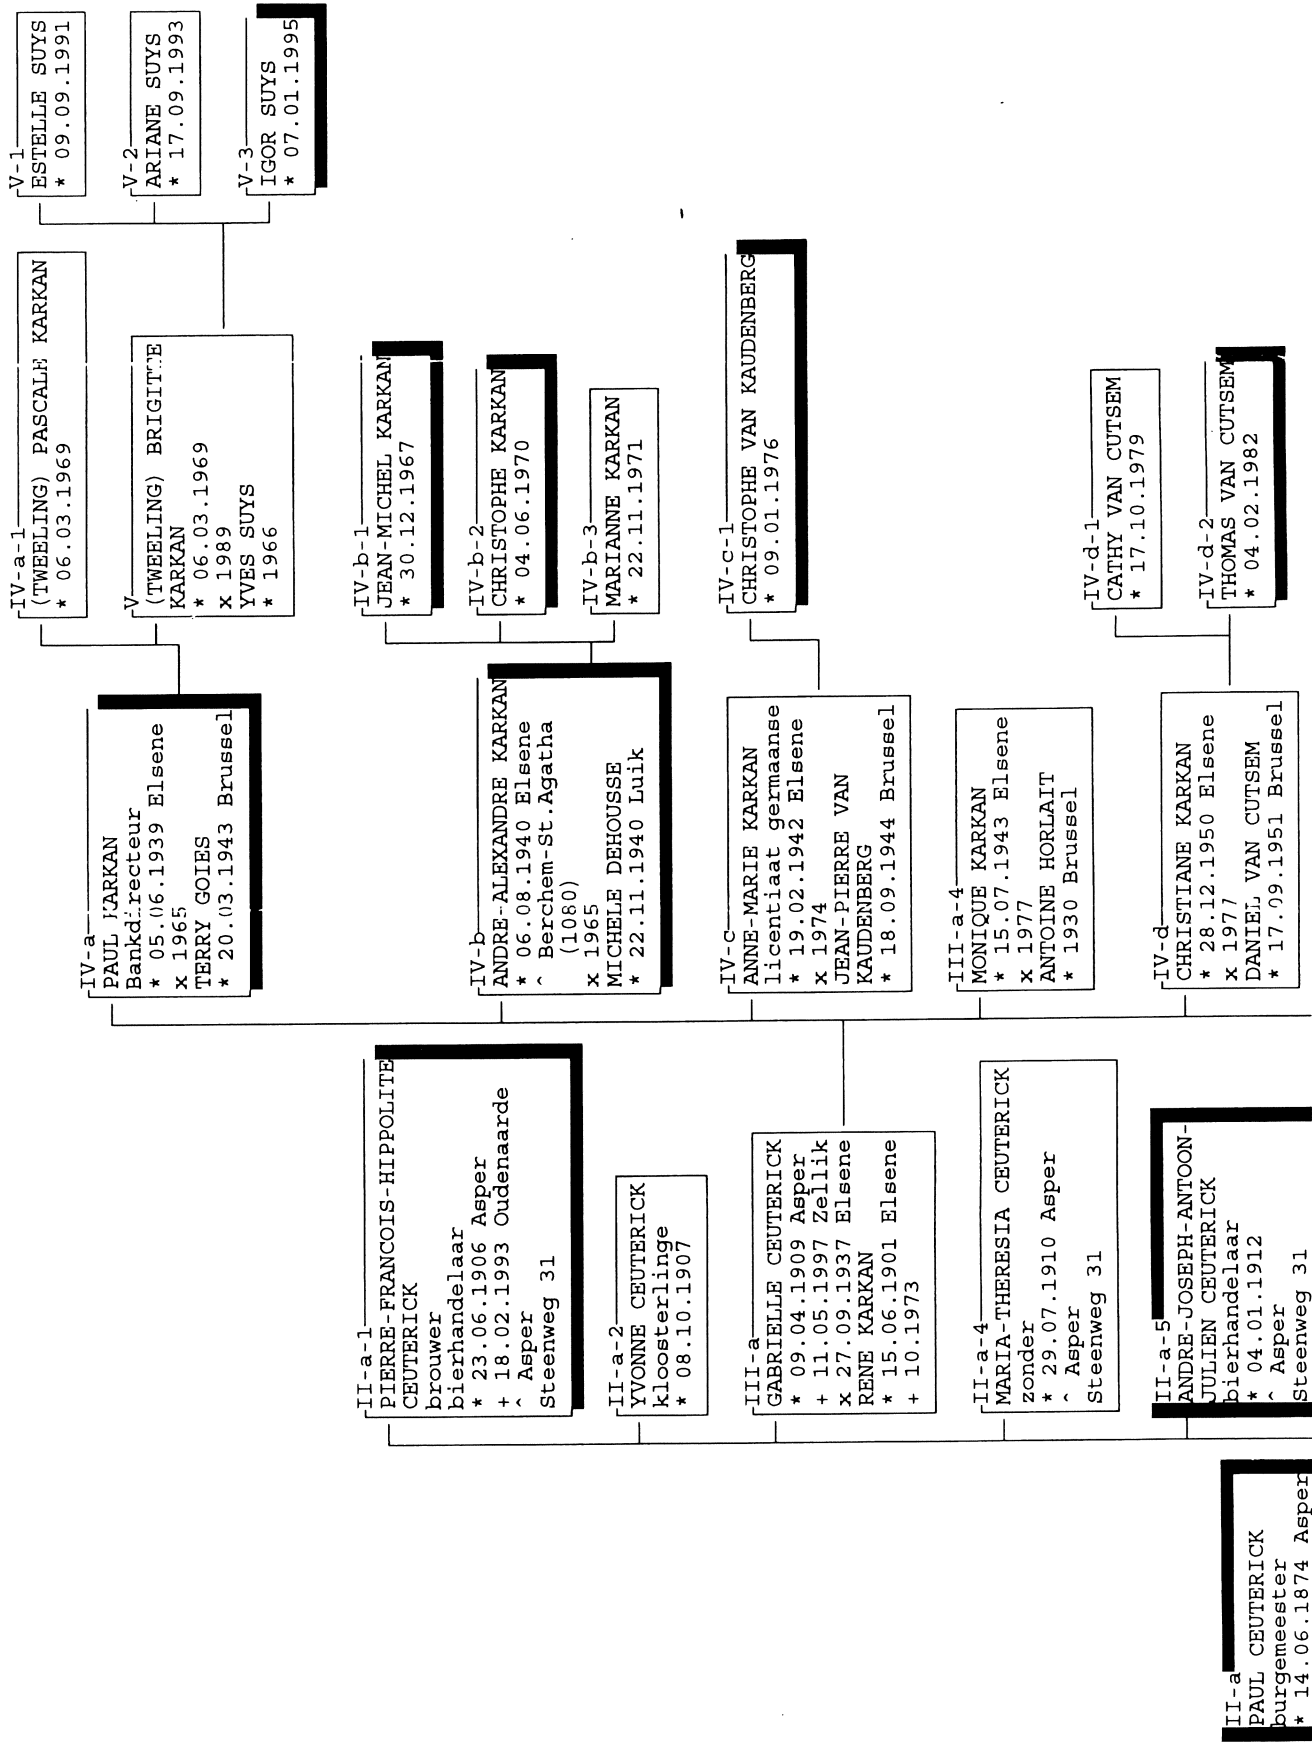 II-a
PAUL CEUTERICK
burgemeester
* 14.06.1874 Asper
II-a-1
PIERRE-FRANCOIS-HIPPOLITE
CEUTERICK
brouwer
bierhandelaar
* 23.06.1906 Asper
+ 18.02.1993 Oudenaarde
^ Asper
Steenweg 31
II-a-2
YVONNE CEUTERICK
kloosterlinge
* 08.10.1907
III-a
GABRIELLE CEUTERICK
* 09.04.1909 Asper
+ 11.05.1997 Zellik
x 27.09.1937 Elsene
RENE KARKAN
* 15.06.1901 Elsene
+ 10.1973
II-a-4
MARIA-THERESIA CEUTERICK
zonder
* 29.07.1910 Asper
^ Asper
Steenweg 31
II-a-5
ANDRE-JOSEPH-ANTOON-
JULIEN CEUTERICK
bierhandelaar
* 04.01.1912
^ Asper
Steenweg 31
IV-a
PAUL KARKAN
Bankdirecteur
* 05.06.1939 Elsene
x 1965
TERRY GOIES
* 20.03.1943 Brussel
IV-b
ANDRE-ALEXANDRE KARKAN
* 06.08.1940 Elsene
^ Berchem-St.Agatha
(1080)
x 1965
MICHELE DEHOUSSE
* 22.11.1940 Luik
IV-c
ANNE-MARIE KARKAN
licentiaat germaanse
* 19.02.1942 Elsene
x 1974
JEAN-PIERRE VAN
KAUDENBERG
* 18.09.1944 Brussel
III-a-4
MONIQUE KARKAN
* 15.07.1943 Elsene
x 1977
ANTOINE HORLAIT
* 1930 Brussel
IV-d
CHRISTIANE KARKAN
* 28.12.1950 Elsene
x 1977
DANIEL VAN CUTSEM
* 17.09.1951 Brussel
IV-a-1
(TWEELING) PASCALE KARKAN
* 06.03.1969
V
(TWEELING) BRIGITTE
KARKAN
* 06.03.1969
x 1989
YVES SUYS
* 1966
IV-b-1
JEAN-MICHEL KARKAN
* 30.12.1967
IV-b-2
CHRISTOPHE KARKAN
* 04.06.1970
IV-b-3
MARIANNE KARKAN
* 22.11.1971
IV-c-1
CHRISTOPHE VAN KAUDENBERG
* 09.01.1976
IV-d-1
CATHY VAN CUTSEM
* 17.10.1979
IV-d-2
THOMAS VAN CUTSEM
* 04.02.1982
V-1
ESTELLE SUYS
* 09.09.1991
V-2
ARIANE SUYS
* 17.09.1993
V-3
IGOR SUYS
* 07.01.1995